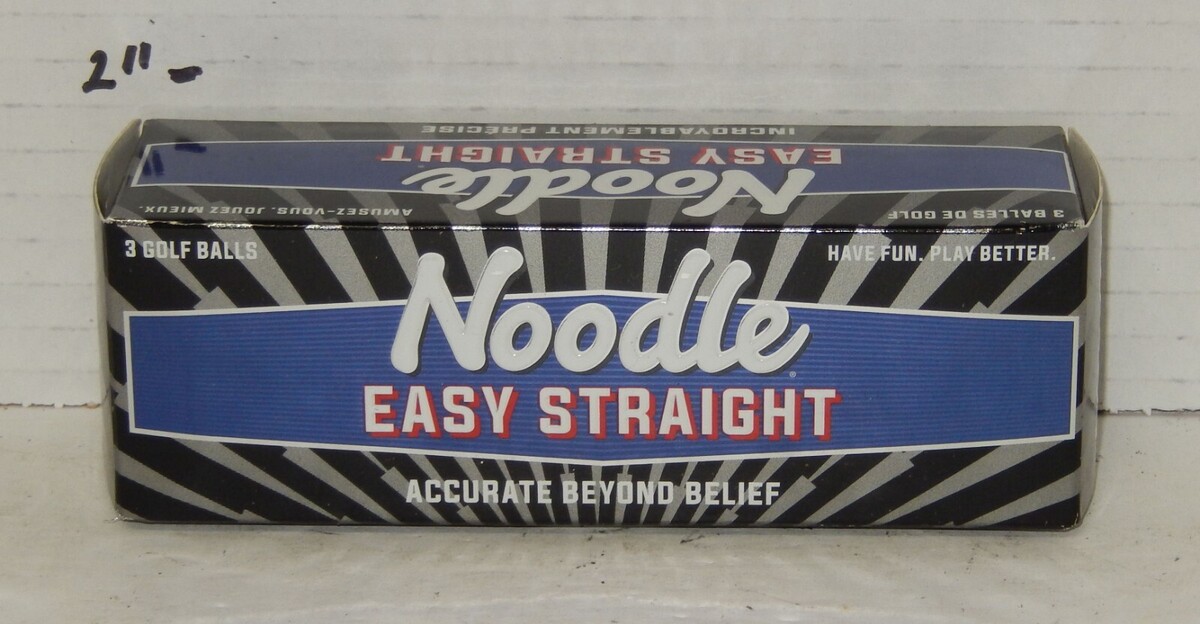 2" -
INCROYABLEMENT PRÉCISE
EASY STRAIGHT
Noodle
AMUSEZ-VOUS. JOUEZ MIEUX.
3 BALLES DE GOLF
3 GOLF BALLS
HAVE FUN. PLAY BETTER.
Noodle
EASY STRAIGHT
ACCURATE BEYOND BELIEF